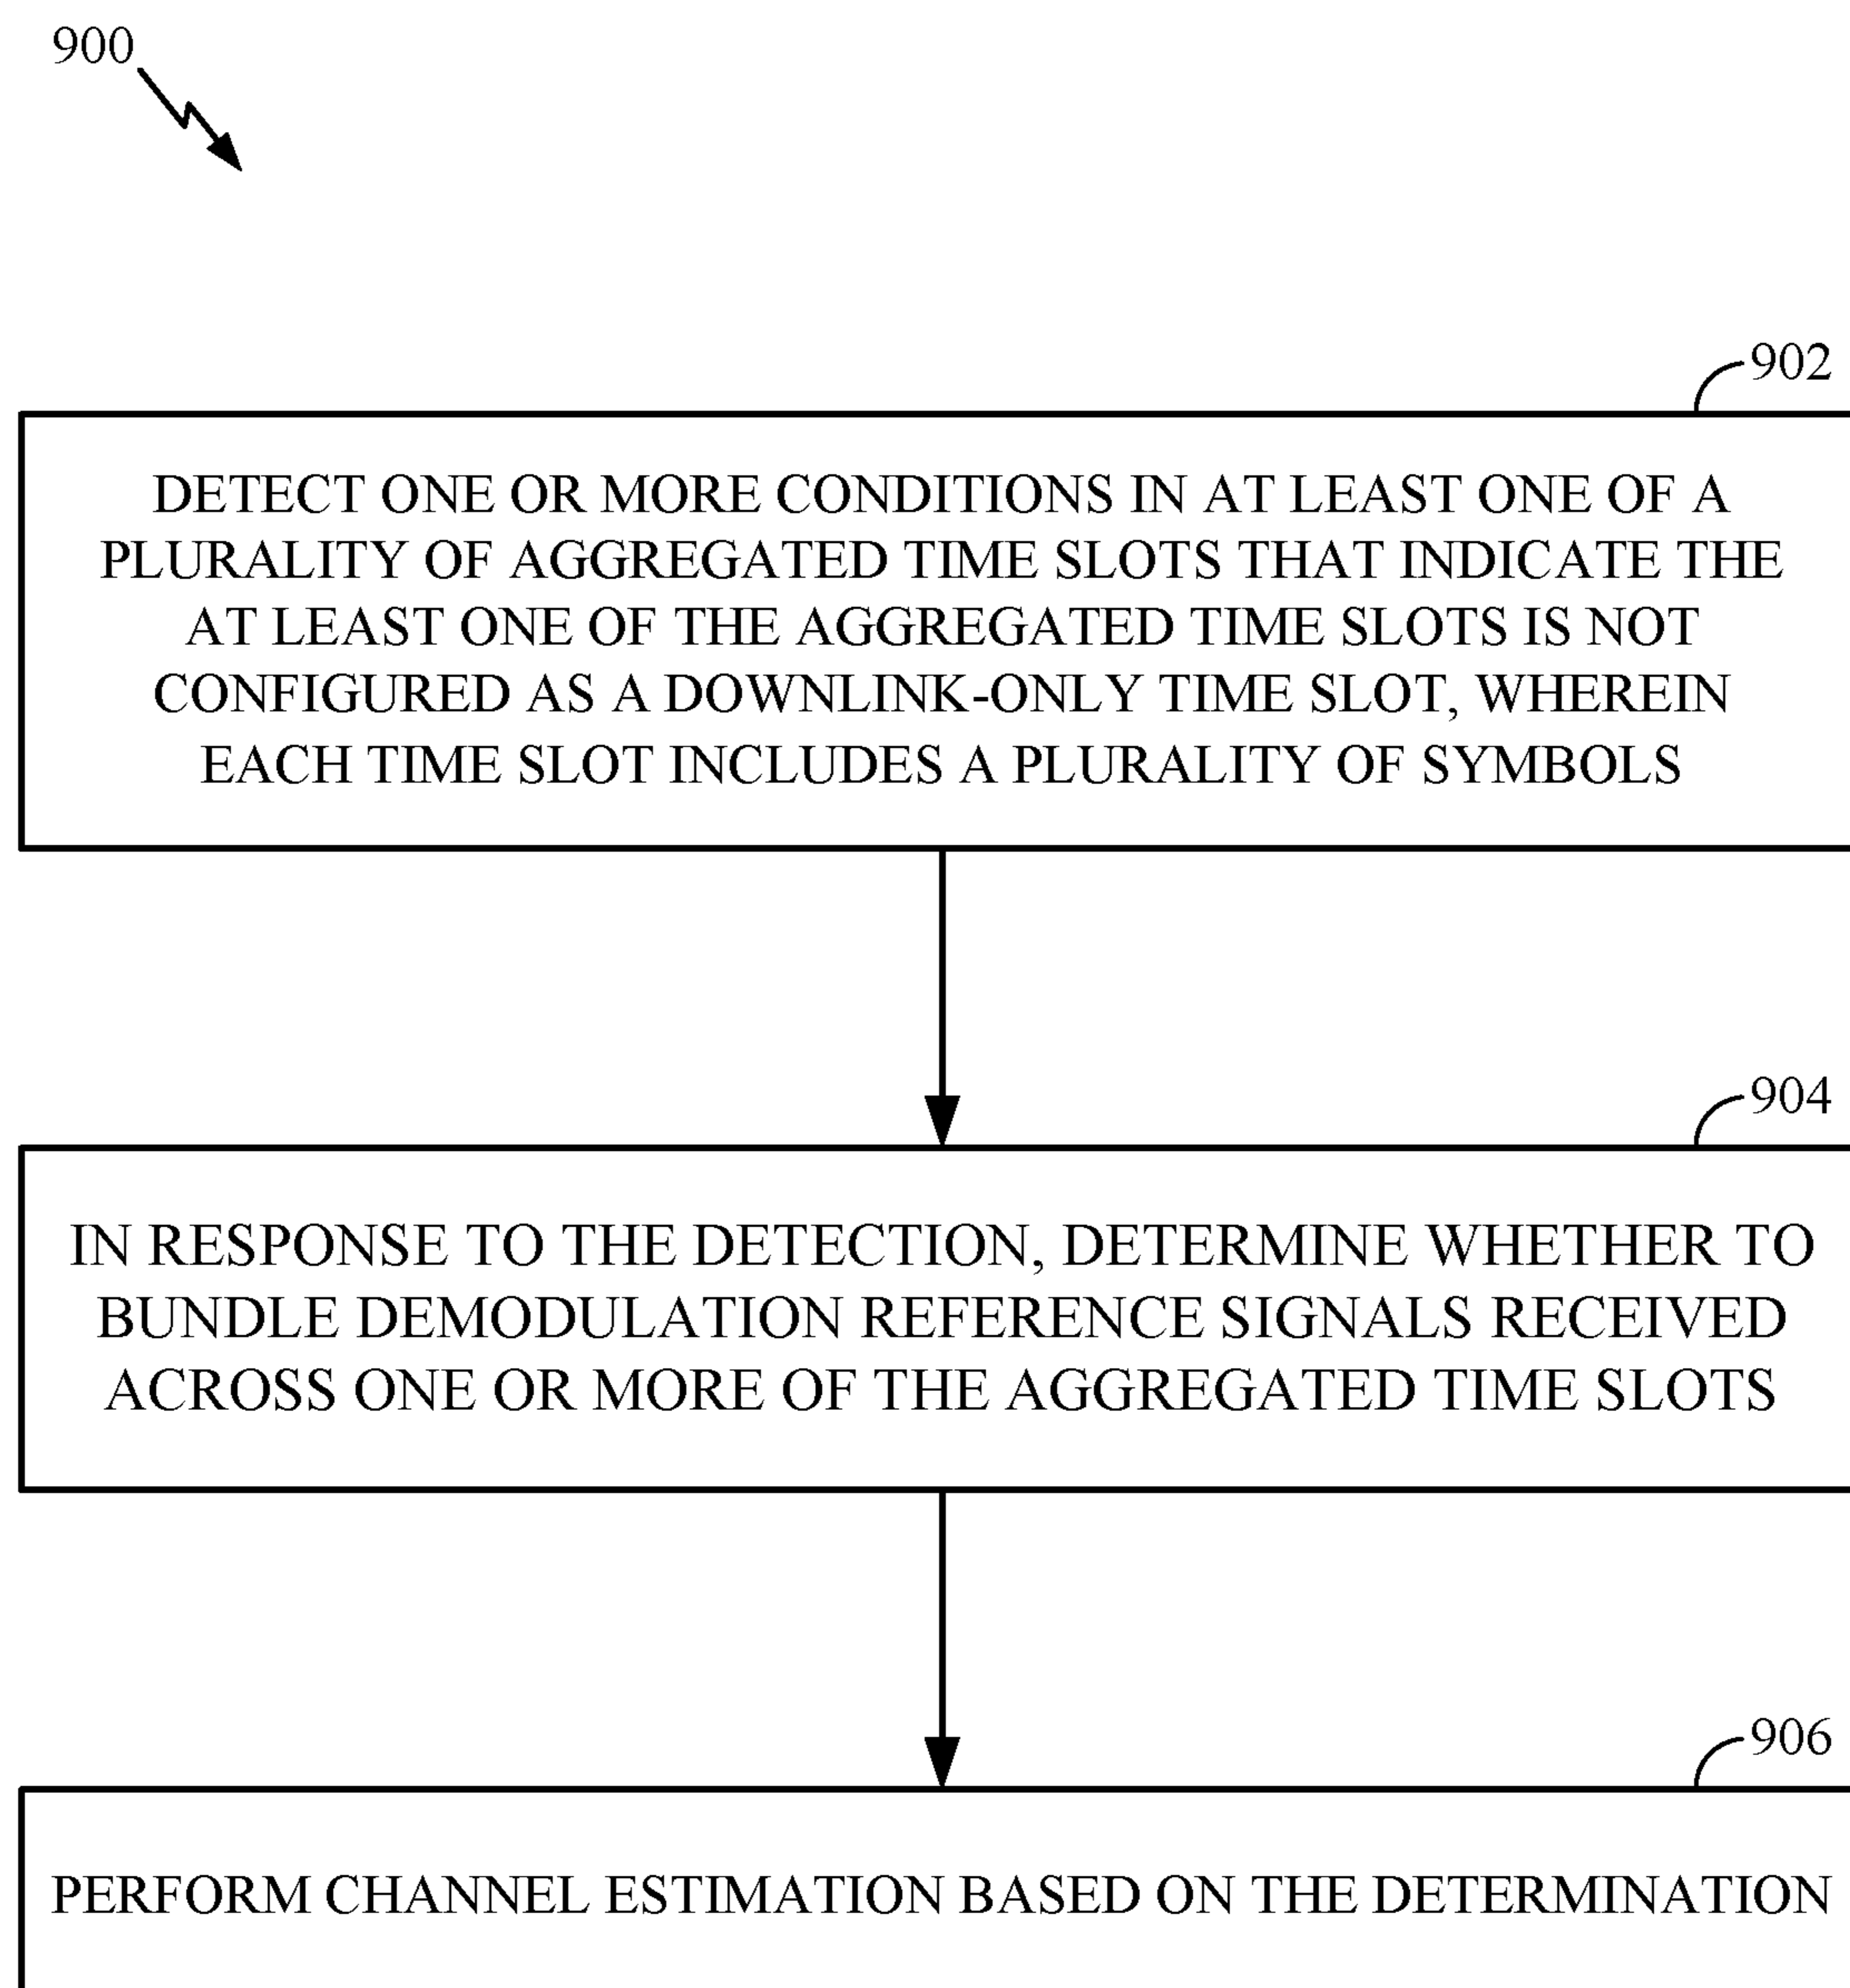 900
902
DETECT ONE OR MORE CONDITIONS IN AT LEAST ONE OF A
PLURALITY OF AGGREGATED TIME SLOTS THAT INDICATE THE
AT LEAST ONE OF THE AGGREGATED TIME SLOTS IS NOT
CONFIGURED AS A DOWNLINK-ONLY TIME SLOT, WHEREIN
EACH TIME SLOT INCLUDES A PLURALITY OF SYMBOLS
904
IN RESPONSE TO THE DETECTION, DETERMINE WHETHER TO
BUNDLE DEMODULATION REFERENCE SIGNALS RECEIVED
ACROSS ONE OR MORE OF THE AGGREGATED TIME SLOTS
906
PERFORM CHANNEL ESTIMATION BASED ON THE DETERMINATION